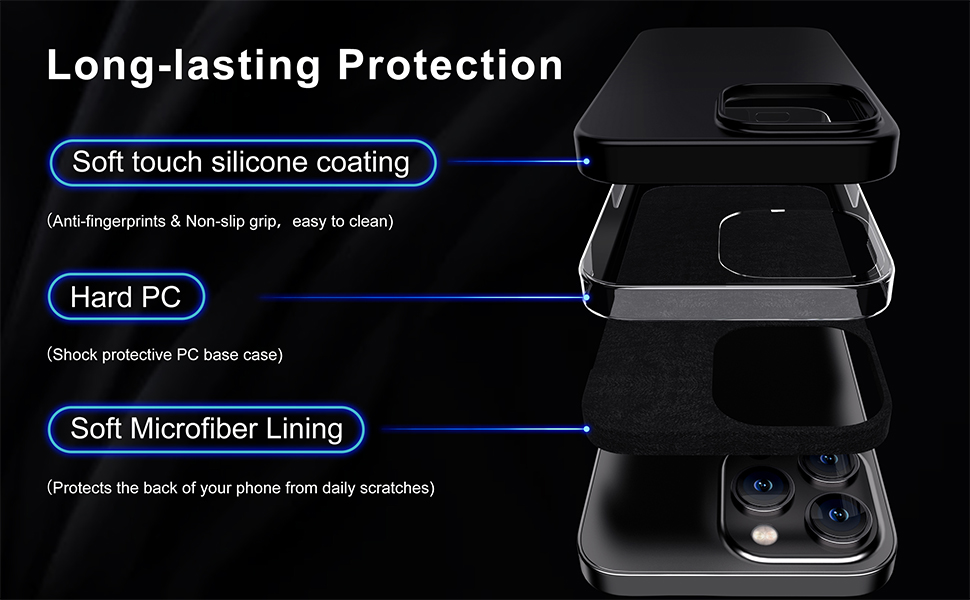 Long-lasting Protection
Soft touch silicone coating
(Anti-fingerprints & Non-slip grip, easy to clean)
Hard PC
(Shock protective PC base case)
Soft Microfiber Lining
(Protects the back of your phone from daily scratches)